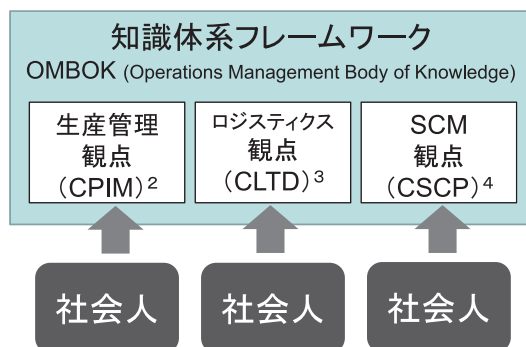 知識体系フレームワーク
OMBOK (Operations Management Body of Knowledge)
生産管理
観点
(CPIM)2
ロジスティクス
観点
(CLTD)3
SCM
観点
(CSCP)4
社会人
社会人
社会人